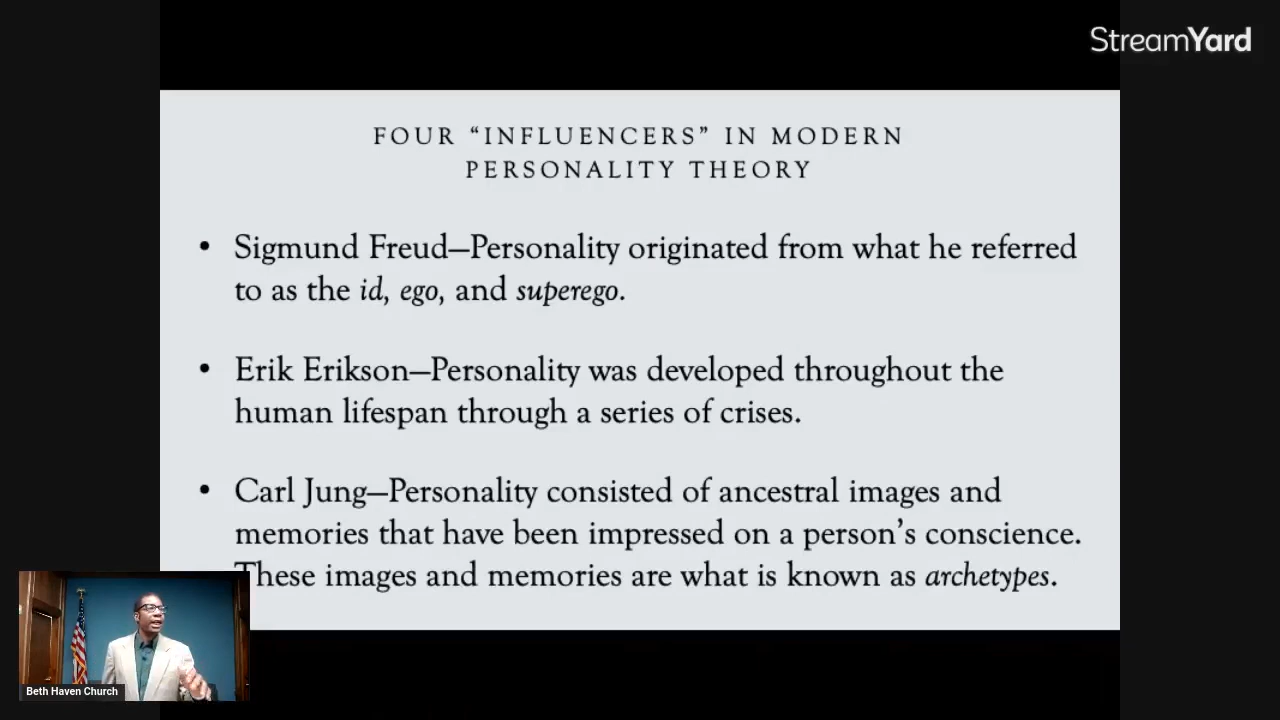 StreamYard
FOUR “INFLUENCERS” IN MODERN
PERSONALITY THEORY
• Sigmund Freud—Personality originated from what he referred
to as the id, ego, and superego.
• Erik Erikson—Personality was developed throughout the
human lifespan through a series of crises.
• Carl Jung—Personality consisted of ancestral images and
memories that have been impressed on a person’s conscience.
These images and memories are what is known as archetypes.
Beth Haven Church